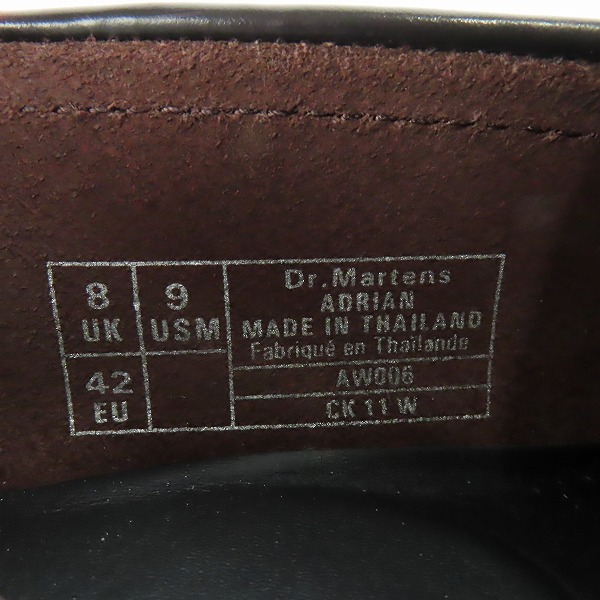 8
UK
9
USM
42
EU
Dr.Martens
ADRIAN
MADE IN THAILAND
Fabriqué en Thaïlande
AW006
CK 11 W